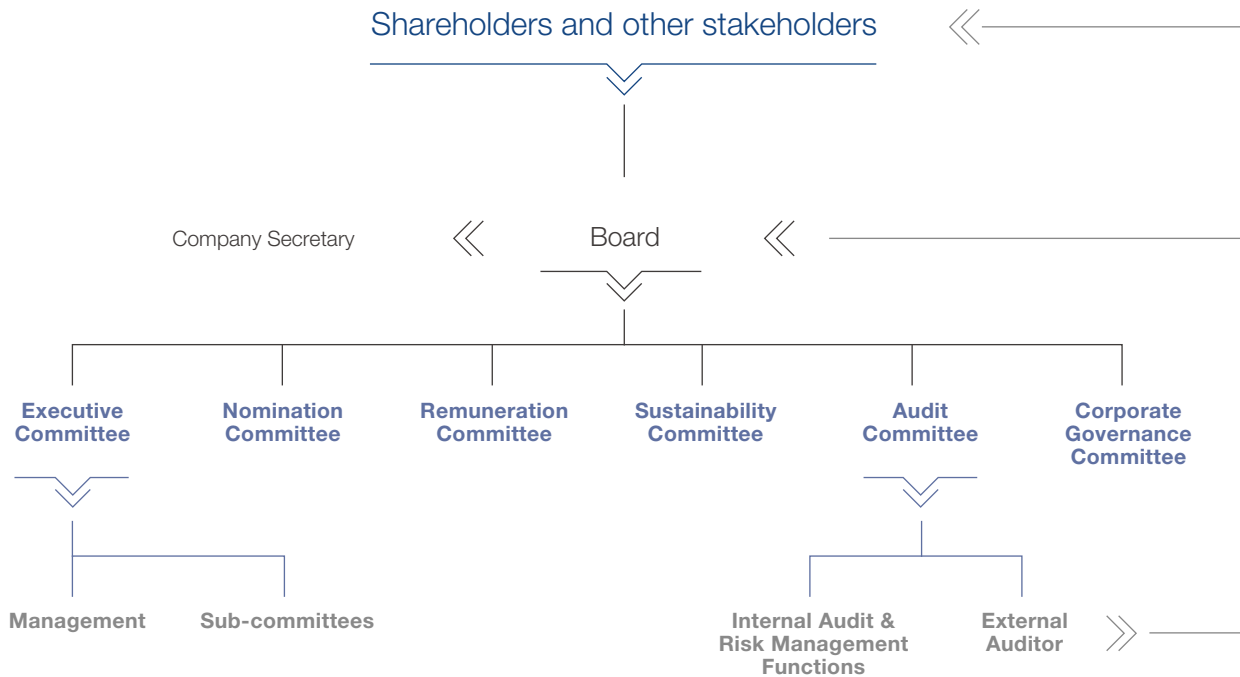 Shareholders and other stakeholders
Company Secretary
Board
Executive
Committee
Nomination
Committee
Remuneration
Committee
Sustainability
Committee
Audit
Committee
Corporate
Governance
Committee
Management
Sub-committees
Internal Audit &
Risk Management
Functions
External
Auditor